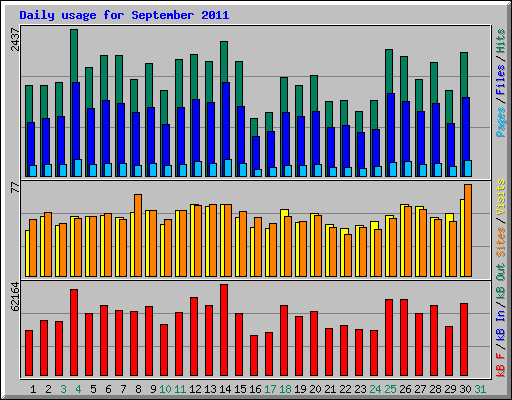 Daily usage for September 2011
2437
Pages / Files / Hits
77
Sites / Visits
62164
kB F / kB In / kB Out
1 2 3 4 5 6 7 8 9 10 11 12 13 14 15 16 17 18 19 20 21 22 23 24 25 26 27 28 29 30 31